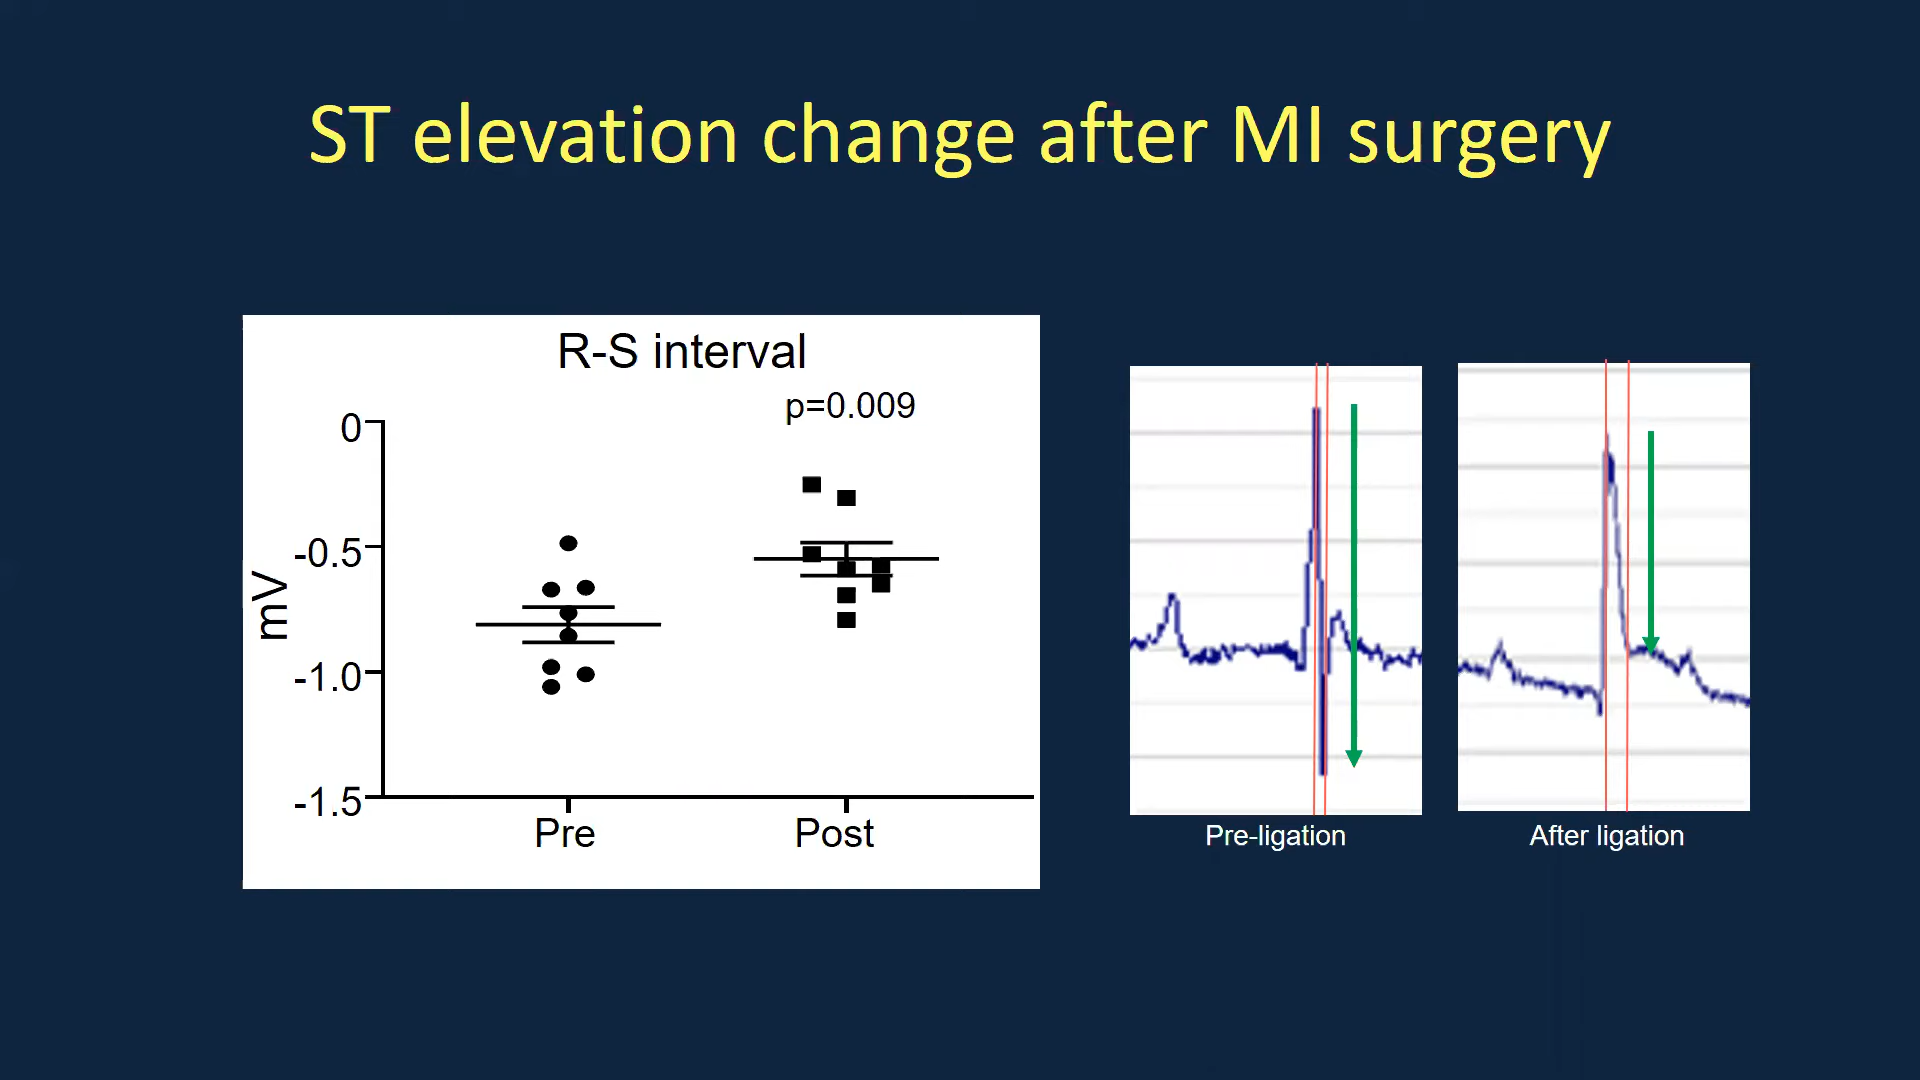 ST elevation change after MI surgery
R-S interval
p=0.009
0
-0.5
-1.0
-1.5
mV
Pre
Post
Pre-ligation
After ligation